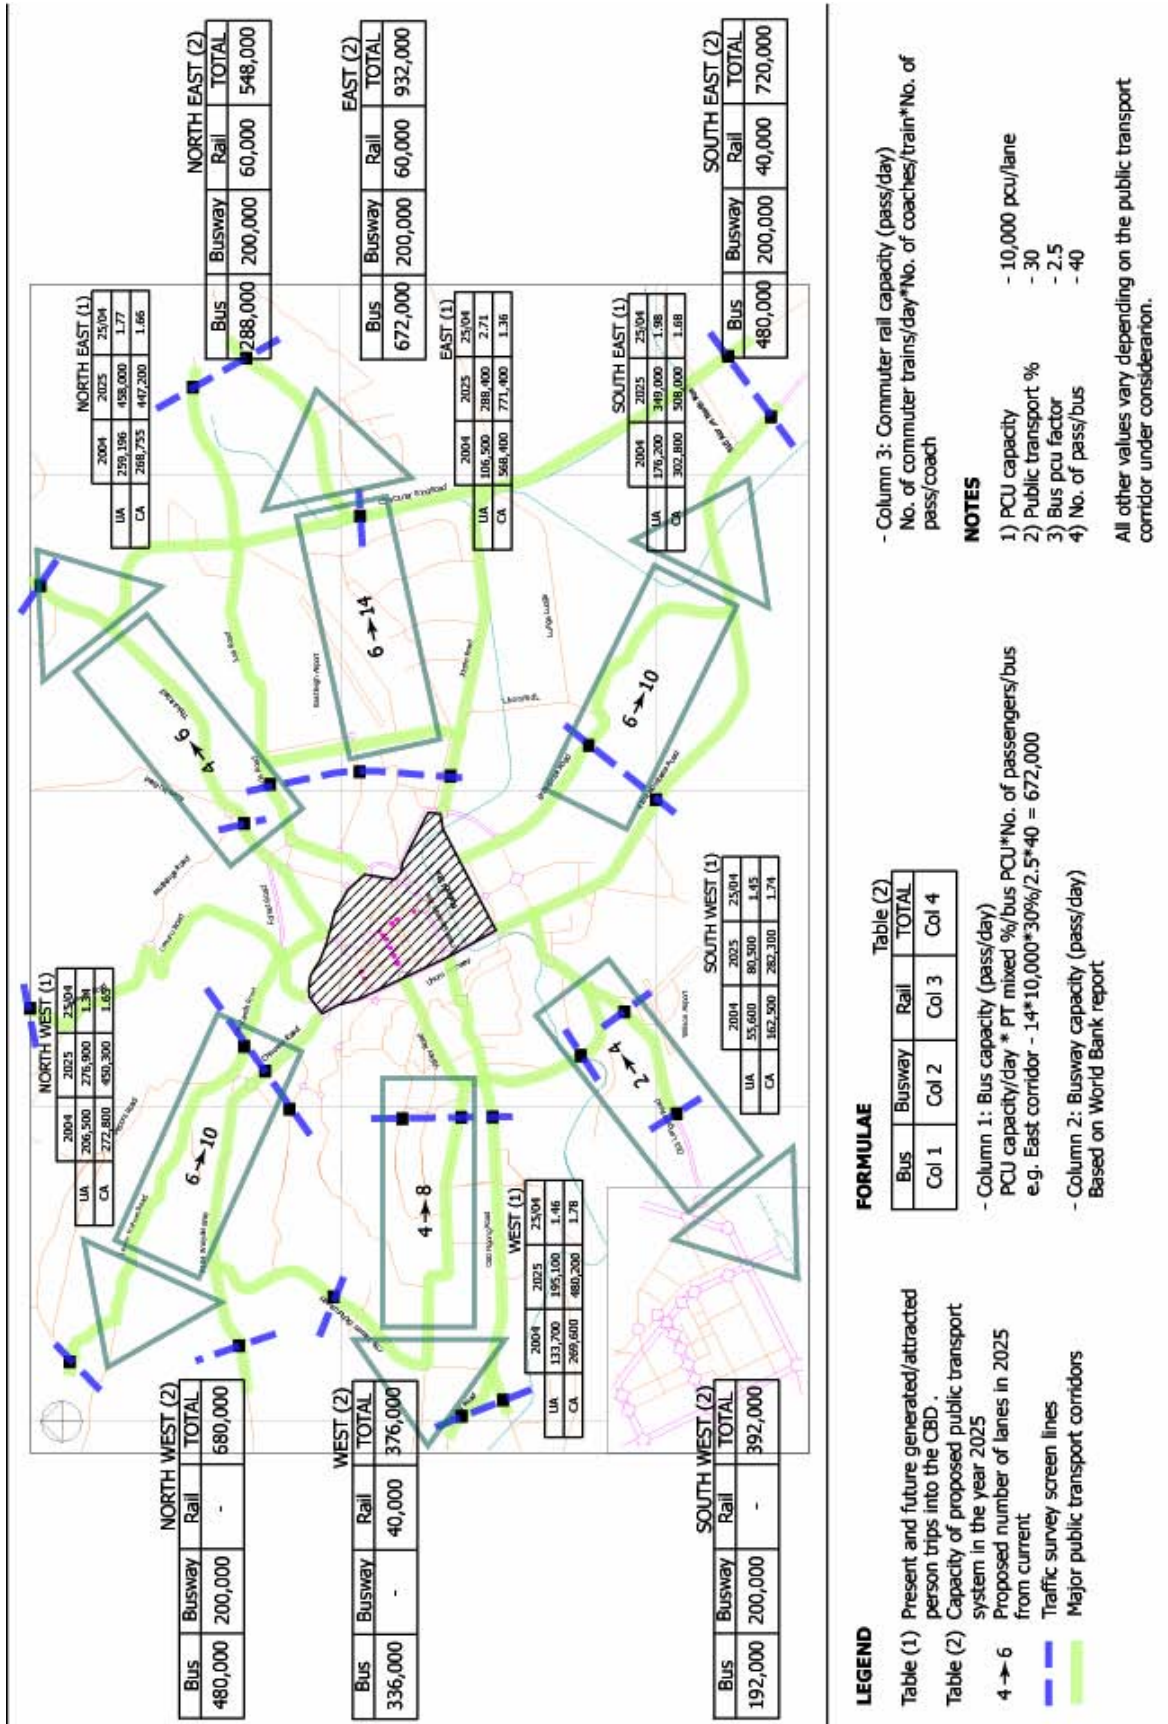 NORTH WEST (2)
Bus Busway Rail TOTAL
480,000 200,000 - 680,000
WEST (2)
Bus Busway Rail TOTAL
336,000 - 40,000 376,000
SOUTH WEST (2)
Bus Busway Rail TOTAL
192,000 200,000 - 392,000
NORTH WEST (1)
2004 2025 25/04
UA 206,500 276,900 1.34
CA 272,800 450,300 1.65
WEST (1)
2004 2025 25/04
UA 133,700 195,100 1.46
CA 269,600 480,200 1.78
SOUTH WEST (1)
2004 2025 25/04
UA 55,600 80,500 1.45
CA 162,500 282,300 1.74
NORTH EAST (1)
2004 2025 25/04
UA 259,196 458,000 1.77
CA 268,755 447,200 1.66
EAST (1)
2004 2025 25/04
UA 106,500 288,400 2.71
CA 568,400 771,400 1.36
SOUTH EAST (1)
2004 2025 25/04
UA 176,200 349,000 1.98
CA 302,800 508,000 1.68
NORTH EAST (2)
Bus Busway Rail TOTAL
288,000 200,000 60,000 548,000
EAST (2)
Bus Busway Rail TOTAL
672,000 200,000 60,000 932,000
SOUTH EAST (2)
Bus Busway Rail TOTAL
480,000 200,000 40,000 720,000
6→10
4→8
2→4
4→6
6→14
6→10
LEGEND
Table (1) Present and future generated/attracted
person trips into the CBD.
Table (2) Capacity of proposed public transport
system in the year 2025
4→6 Proposed number of lanes in 2025
from current
Traffic survey screen lines
Major public transport corridors
FORMULAE
Table (2)
Bus Busway Rail TOTAL
Col 1 Col 2 Col 3 Col 4
- Column 1: Bus capacity (pass/day)
PCU capacity/day * PT mixed %/bus PCU*No. of passengers/bus
e.g. East corridor - 14*10,000*30%/2.5*40 = 672,000
- Column 2: Busway capacity (pass/day)
Based on World Bank report
- Column 3: Commuter rail capacity (pass/day)
No. of commuter trains/day*No. of coaches/train*No. of
pass/coach
NOTES
1) PCU capacity - 10,000 pcu/lane
2) Public transport % - 30
3) Bus pcu factor - 2.5
4) No. of pass/bus - 40
All other values vary depending on the public transport
corridor under considerarion.